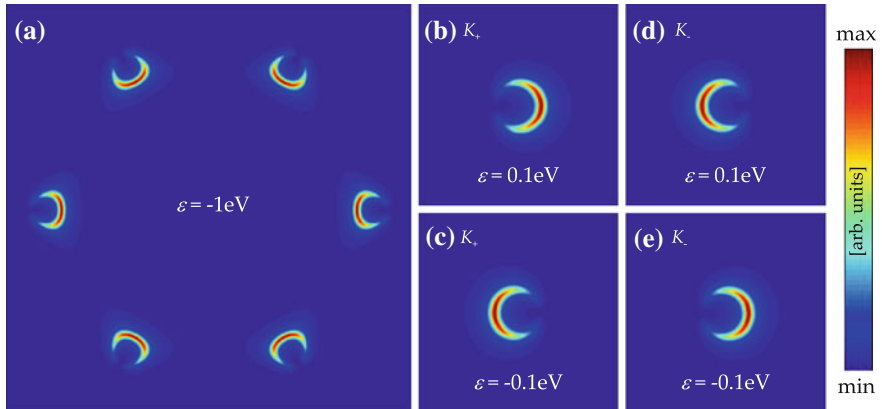 (a)
ε = -1eV
(b) K₊
ε = 0.1eV
(d) K₋
ε = 0.1eV
(c) K₊
ε = -0.1eV
(e) K₋
ε = -0.1eV
max
[arb. units]
min